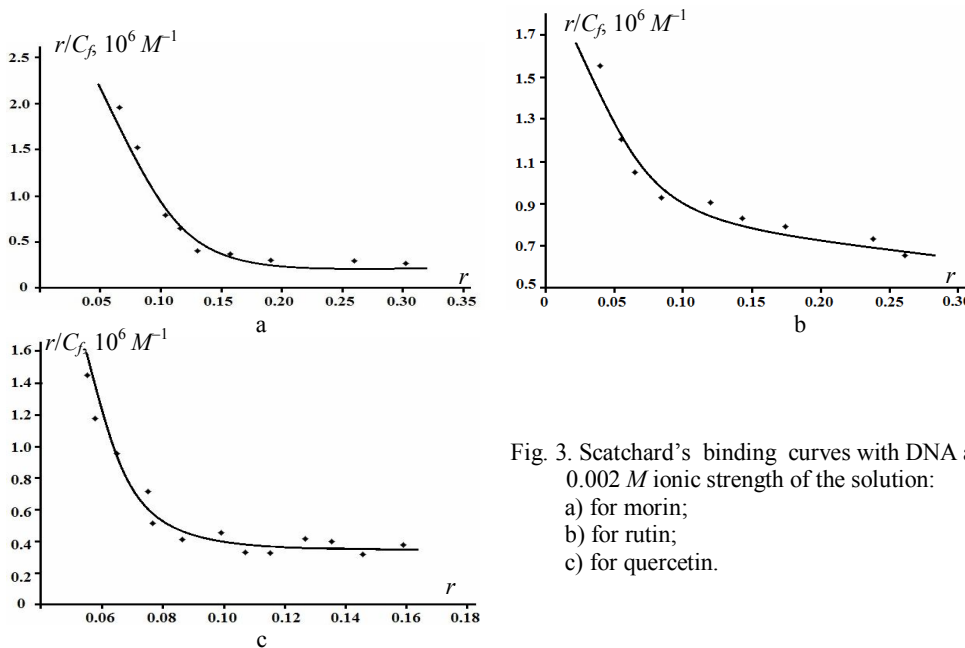 r/Cf, 10^6 M^–1
2.5
2.0
1.5
1.0
0.5
0
0.05 0.10 0.15 0.20 0.25 0.30 0.35
r
a
r/Cf, 10^6 M^–1
1.7
1.5
1.3
1.1
0.9
0.7
0.5
0 0.05 0.10 0.15 0.20 0.25 0.30
r
b
r/Cf, 10^6 M^–1
1.6
1.4
1.2
1.0
0.8
0.6
0.4
0.2
0
0.06 0.08 0.10 0.12 0.14 0.16 0.18
r
c
Fig. 3. Scatchard’s binding curves with DNA a
0.002 M ionic strength of the solution:
a) for morin;
b) for rutin;
c) for quercetin.